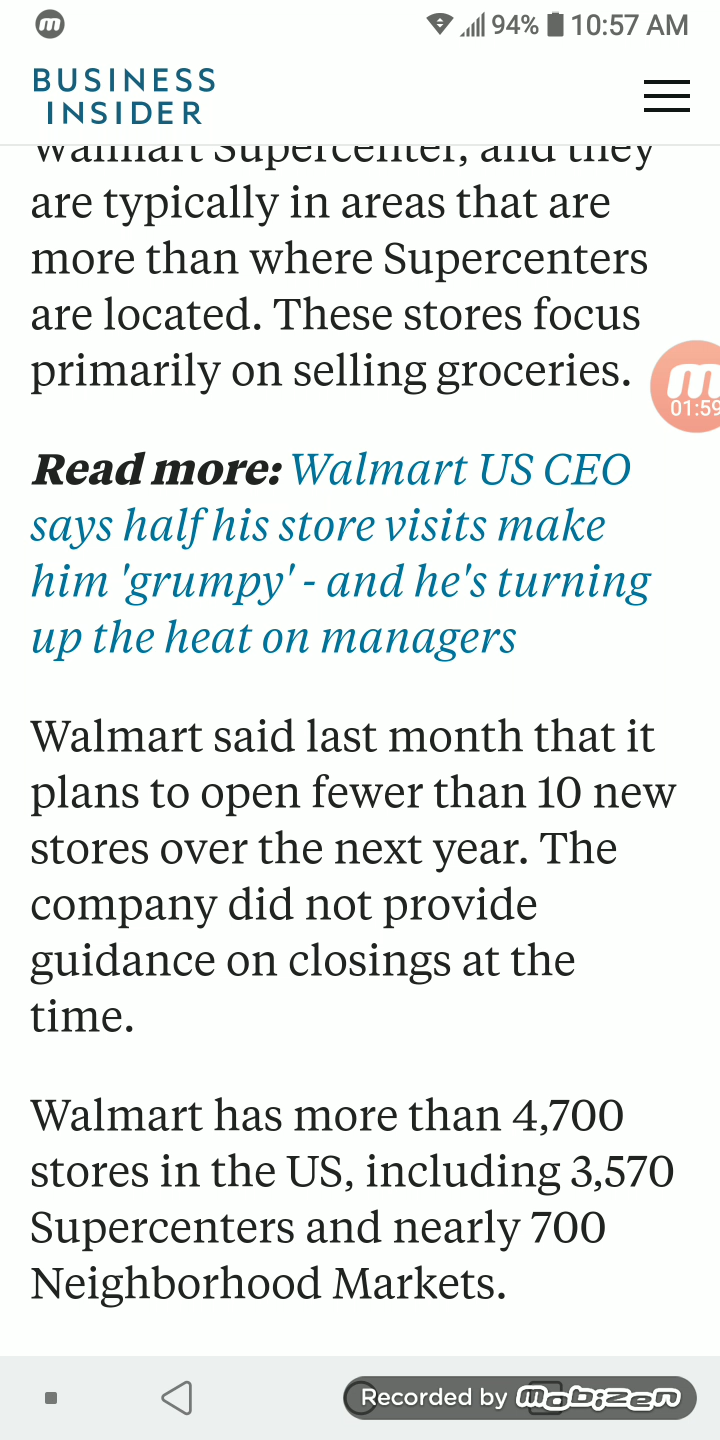 94% 10:57 AM
BUSINESS
INSIDER
Walmart Supercenter, and they
are typically in areas that are
more than where Supercenters
are located. These stores focus
primarily on selling groceries.
01:59
Read more: Walmart US CEO
says half his store visits make
him 'grumpy' - and he's turning
up the heat on managers
Walmart said last month that it
plans to open fewer than 10 new
stores over the next year. The
company did not provide
guidance on closings at the
time.
Walmart has more than 4,700
stores in the US, including 3,570
Supercenters and nearly 700
Neighborhood Markets.
Recorded by mobizen